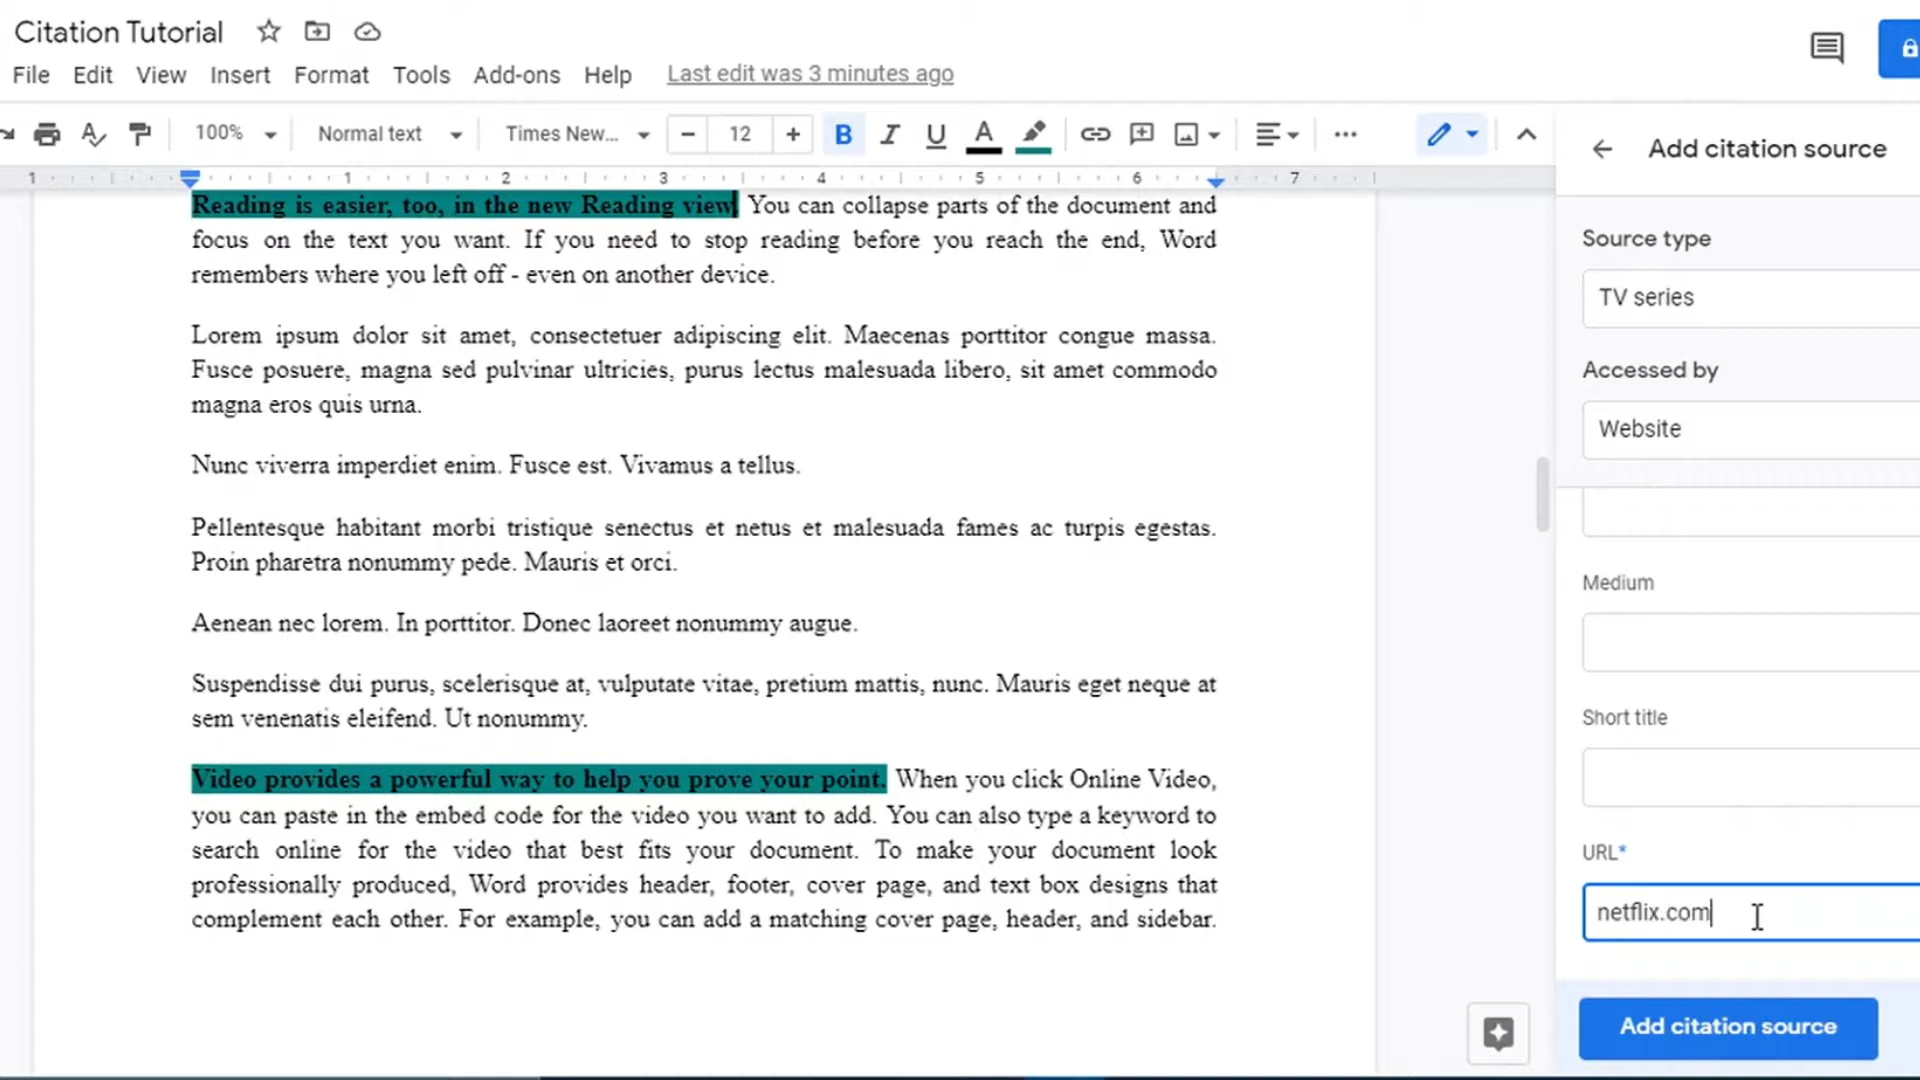 Citation Tutorial
File Edit View Insert Format Tools Add-ons Help Last edit was 3 minutes ago
100% Normal text Times New... − 12 + B I U A ...
1 1 2 3 4 5 6 7
Reading is easier, too, in the new Reading view. You can collapse parts of the document and
focus on the text you want. If you need to stop reading before you reach the end, Word
remembers where you left off - even on another device.
Lorem ipsum dolor sit amet, consectetuer adipiscing elit. Maecenas porttitor congue massa.
Fusce posuere, magna sed pulvinar ultricies, purus lectus malesuada libero, sit amet commodo
magna eros quis urna.
Nunc viverra imperdiet enim. Fusce est. Vivamus a tellus.
Pellentesque habitant morbi tristique senectus et netus et malesuada fames ac turpis egestas.
Proin pharetra nonummy pede. Mauris et orci.
Aenean nec lorem. In porttitor. Donec laoreet nonummy augue.
Suspendisse dui purus, scelerisque at, vulputate vitae, pretium mattis, nunc. Mauris eget neque at
sem venenatis eleifend. Ut nonummy.
Video provides a powerful way to help you prove your point. When you click Online Video,
you can paste in the embed code for the video you want to add. You can also type a keyword to
search online for the video that best fits your document. To make your document look
professionally produced, Word provides header, footer, cover page, and text box designs that
complement each other. For example, you can add a matching cover page, header, and sidebar.
Add citation source
Source type
TV series
Accessed by
Website
Medium
Short title
URL*
netflix.com
Add citation source